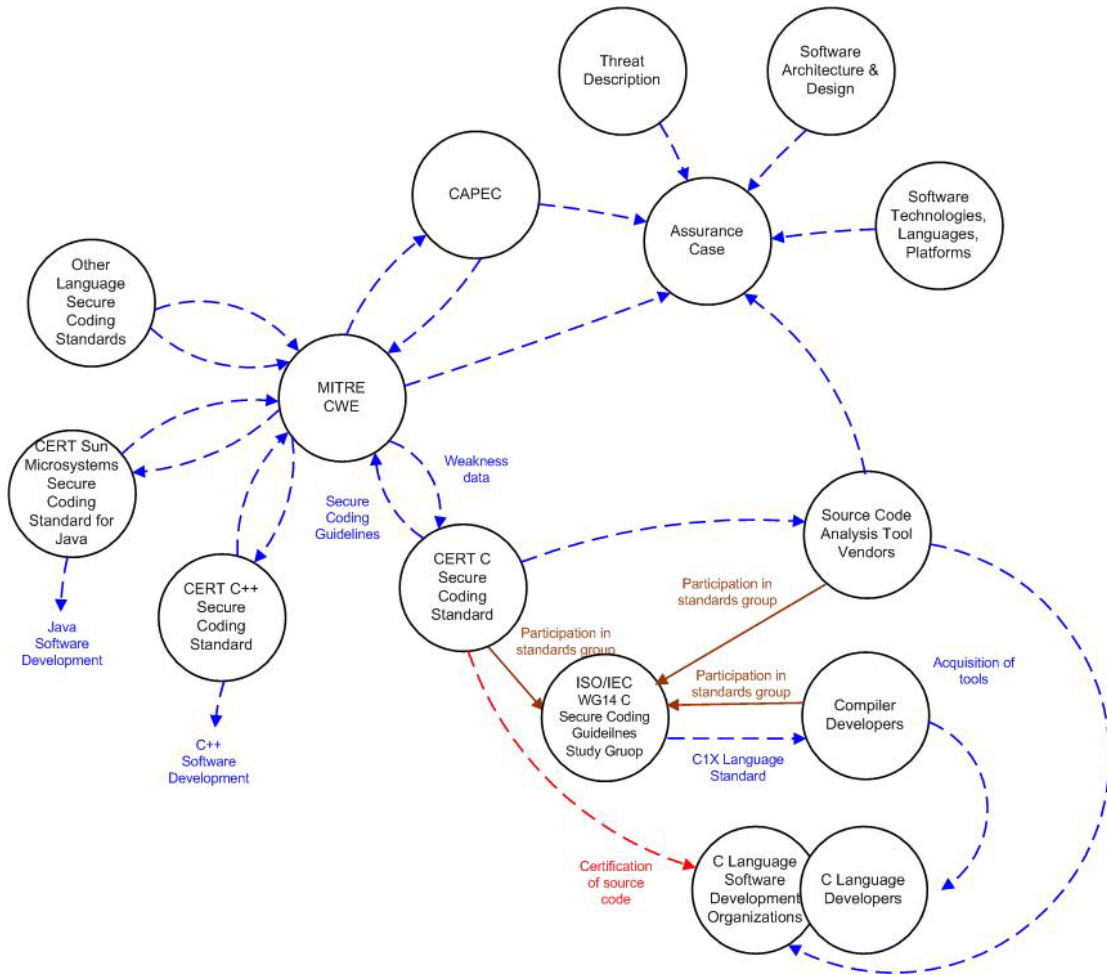 Threat
Description
Software
Architecture &
Design
CAPEC
Assurance
Case
Software
Technologies,
Languages,
Platforms
Other
Language
Secure
Coding
Standards
MITRE
CWE
CERT Sun
Microsystems
Secure
Coding
Standard for
Java
Weakness
data
Secure
Coding
Guidelines
Source Code
Analysis Tool
Vendors
CERT C++
Secure
Coding
Standard
CERT C
Secure
Coding
Standard
Java
Software
Development
Participation in
standards group
Participation in
standards group
Participation in
standards group
Acquisition of
tools
ISO/IEC
WG14 C
Secure Coding
Guideilnes
Study Gruop
Compiler
Developers
C++
Software
Development
C1X Language
Standard
Certification
of source
code
C Language
Software
Development
Organizations
C Language
Developers